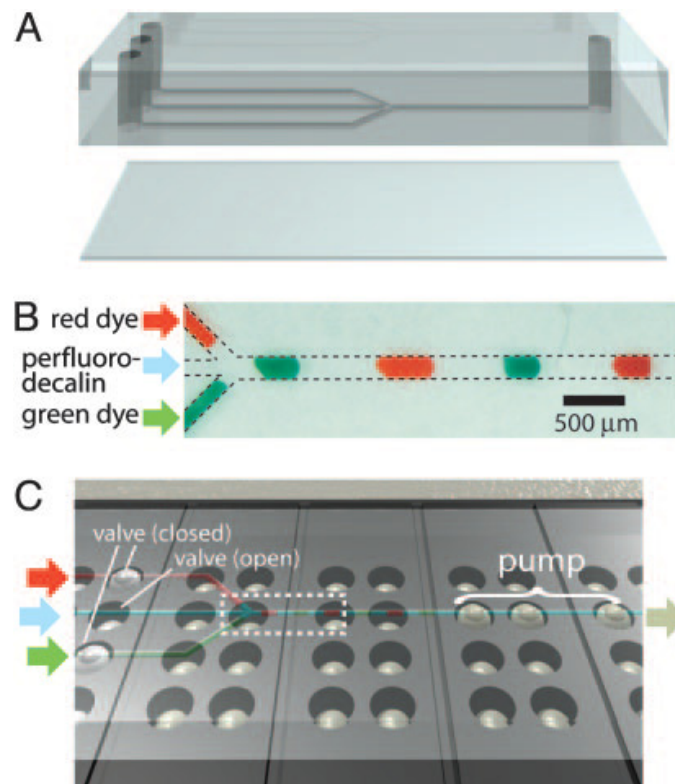 A
B
red dye
perfluoro-
decalin
green dye
500 μm
C
valve (closed)
valve (open)
pump